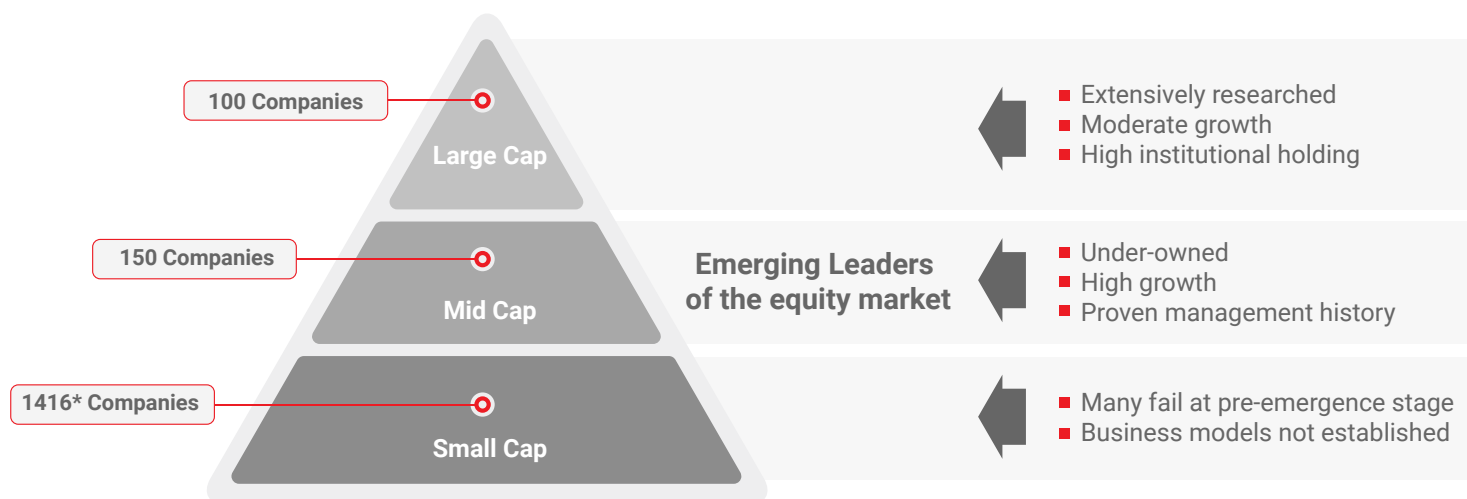 100 Companies
Large Cap
Extensively researched
Moderate growth
High institutional holding
150 Companies
Mid Cap
Emerging Leaders
of the equity market
Under-owned
High growth
Proven management history
1416* Companies
Small Cap
Many fail at pre-emergence stage
Business models not established